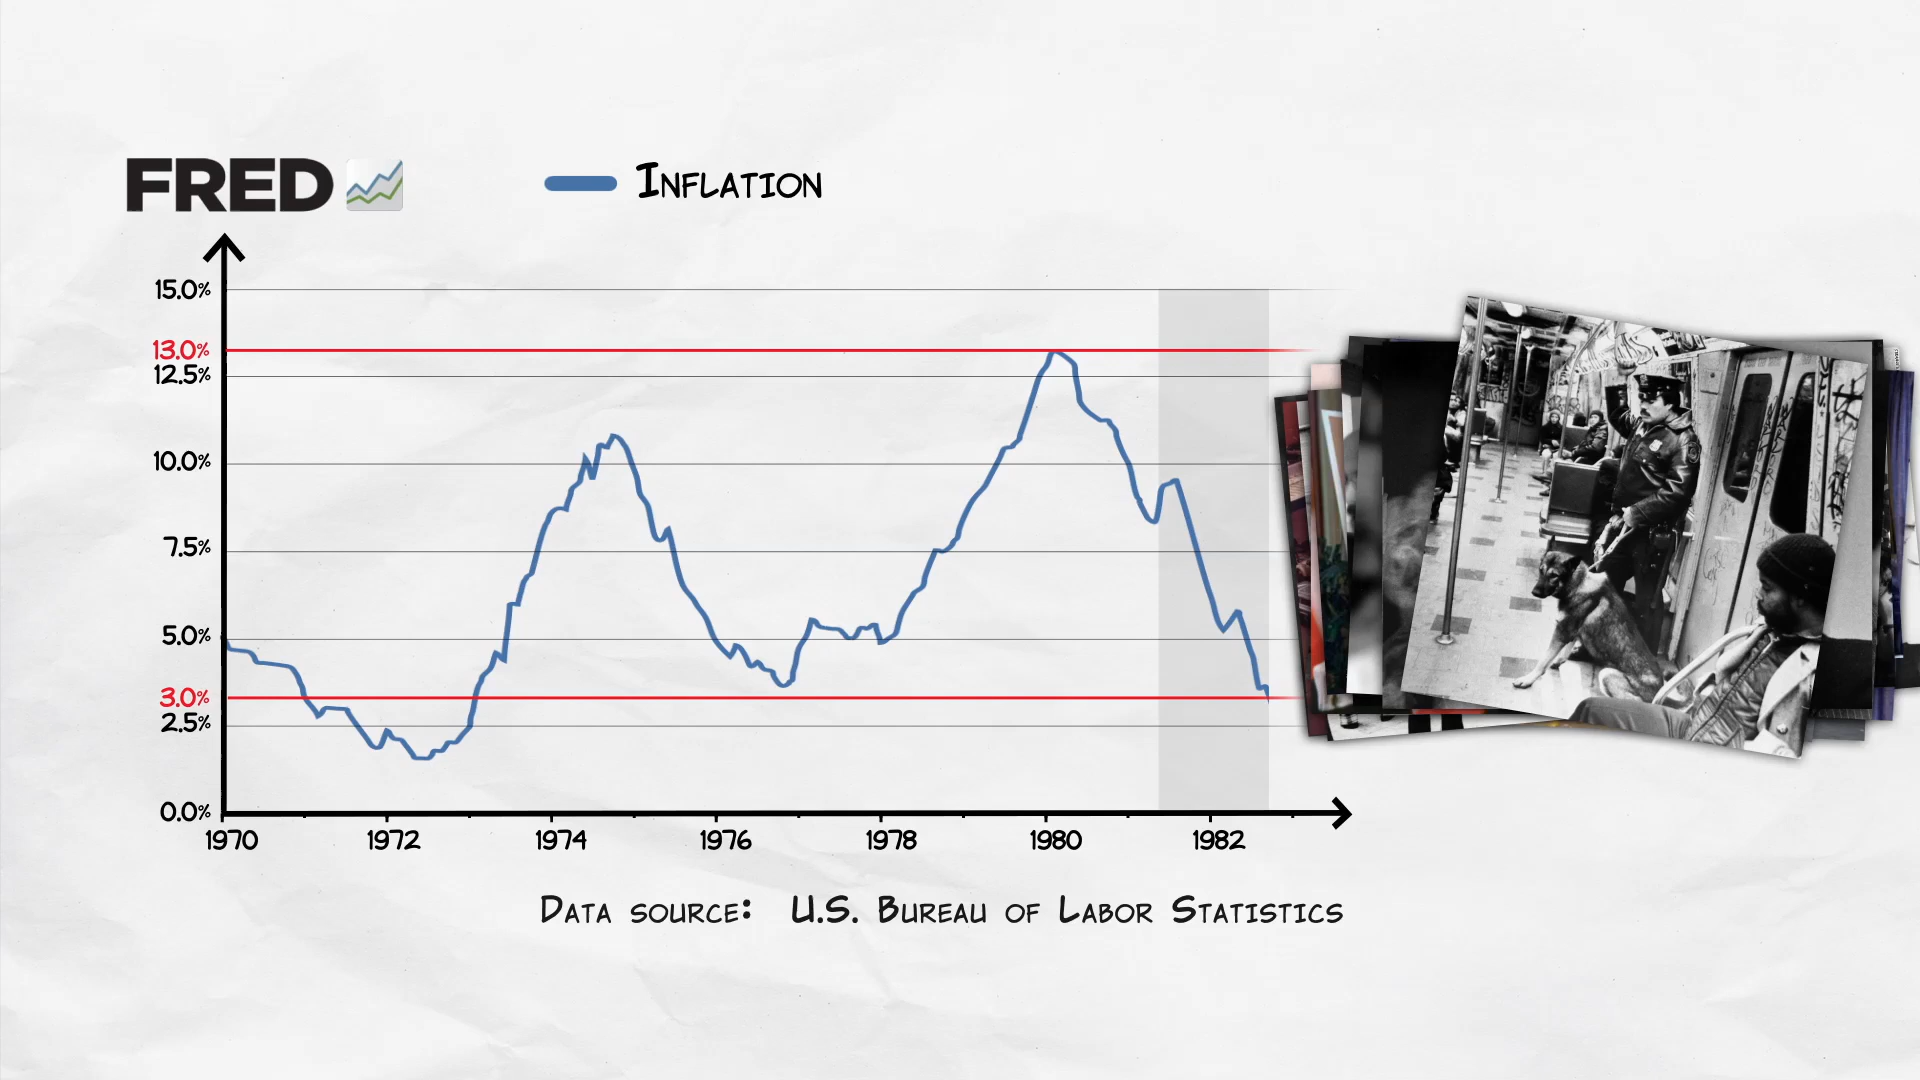 FRED
Inflation
15.0%
13.0%
12.5%
10.0%
7.5%
5.0%
3.0%
2.5%
0.0%
1970 1972 1974 1976 1978 1980 1982
Data source: U.S. Bureau of Labor Statistics